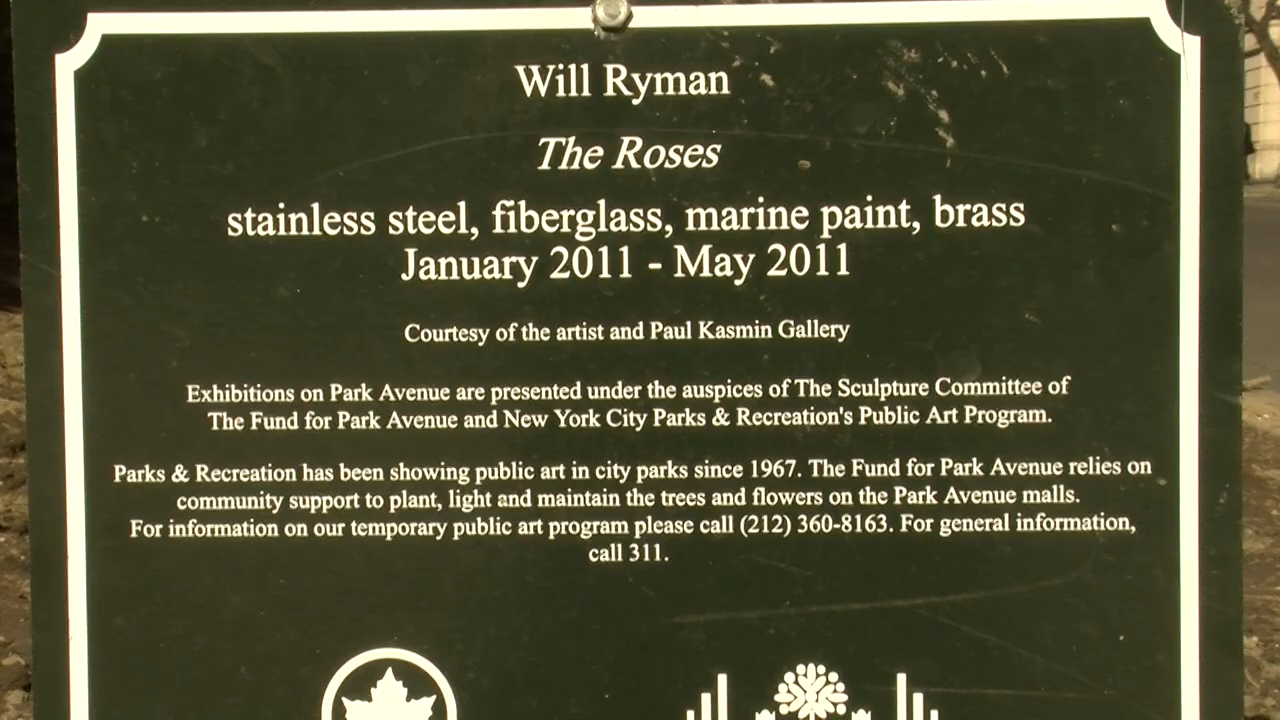 Will Ryman
The Roses
stainless steel, fiberglass, marine paint, brass
January 2011 - May 2011
Courtesy of the artist and Paul Kasmin Gallery
Exhibitions on Park Avenue are presented under the auspices of The Sculpture Committee of
The Fund for Park Avenue and New York City Parks & Recreation's Public Art Program.
Parks & Recreation has been showing public art in city parks since 1967. The Fund for Park Avenue relies on
community support to plant, light and maintain the trees and flowers on the Park Avenue malls.
For information on our temporary public art program please call (212) 360-8163. For general information,
call 311.